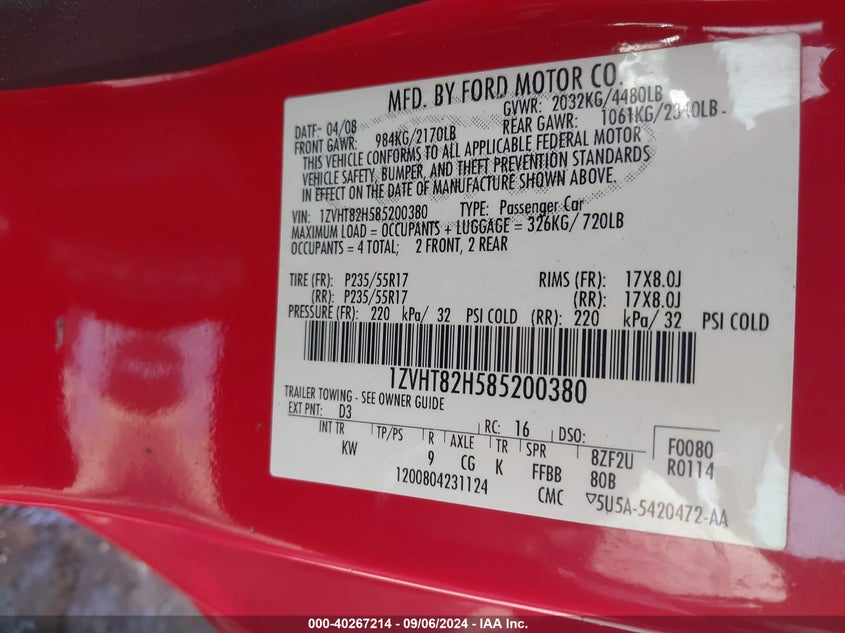 MFD. BY FORD MOTOR CO.
DATE: 04/08 GVWR: 2032KG/4480LB
FRONT GAWR: 984KG/2170LB REAR GAWR: 1061KG/2340LB
THIS VEHICLE CONFORMS TO ALL APPLICABLE FEDERAL MOTOR
VEHICLE SAFETY, BUMPER, AND THEFT PREVENTION STANDARDS
IN EFFECT ON THE DATE OF MANUFACTURE SHOWN ABOVE.
VIN: 1ZVHT82H585200380 TYPE: Passenger Car
MAXIMUM LOAD = OCCUPANTS + LUGGAGE = 326KG/ 720LB
OCCUPANTS = 4 TOTAL; 2 FRONT, 2 REAR
TIRE (FR): P235/55R17 RIMS (FR): 17X8.0J
(RR): P235/55R17 (RR): 17X8.0J
PRESSURE (FR): 220 kPa/ 32 PSI COLD (RR): 220 kPa/ 32 PSI COLD
1ZVHT82H585200380
TRAILER TOWING - SEE OWNER GUIDE
EXT PNT: D3 RC: 16 DSO: F0080
INT TR TP/PS R AXLE TR SPR 8ZF2U R0114
KW 9 CG K FFBB 80B
1200804231124 CMC ▽5U5A-5420472-AA
000-40267214 - 09/06/2024 - IAA Inc.